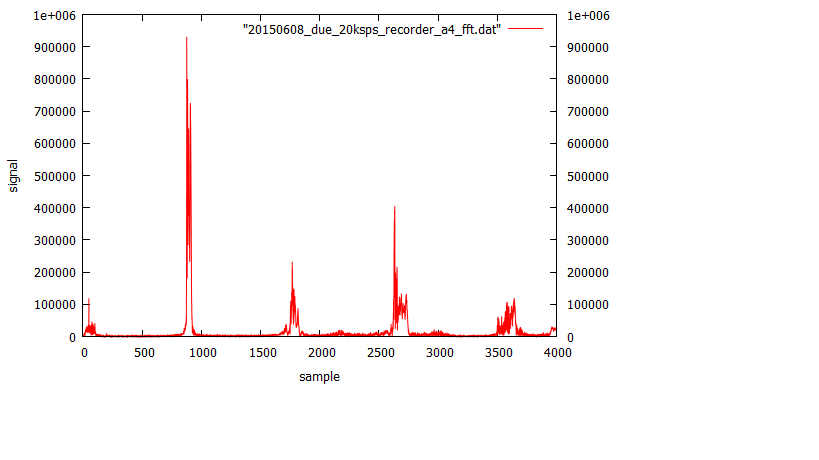 "20150608_due_20ksps_recorder_a4_fft.dat"
1e+006 1e+006
900000 900000
800000 800000
700000 700000
600000 600000
signal
500000 500000
400000 400000
300000 300000
200000 200000
100000 100000
0 0
0 500 1000 1500 2000 2500 3000 3500 4000
sample